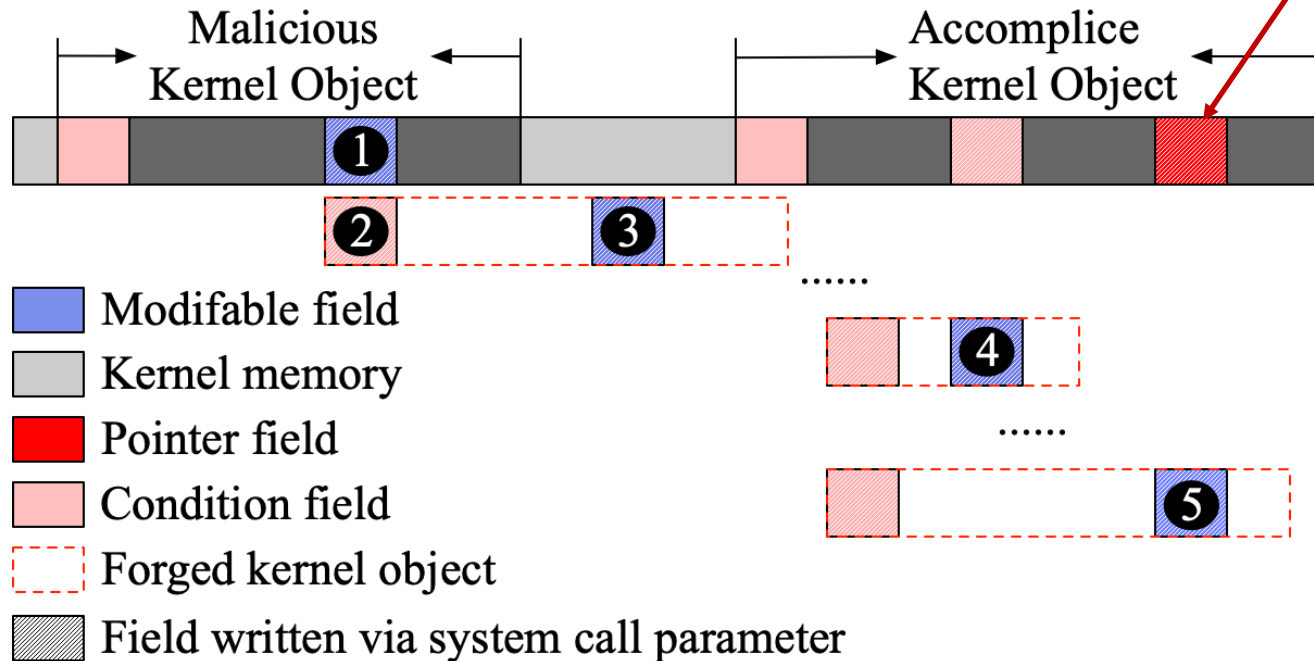 Malicious
Kernel Object
Accomplice
Kernel Object
1
2
3
......
Modifable field
4
Kernel memory
......
Pointer field
Condition field
5
Forged kernel object
Field written via system call parameter